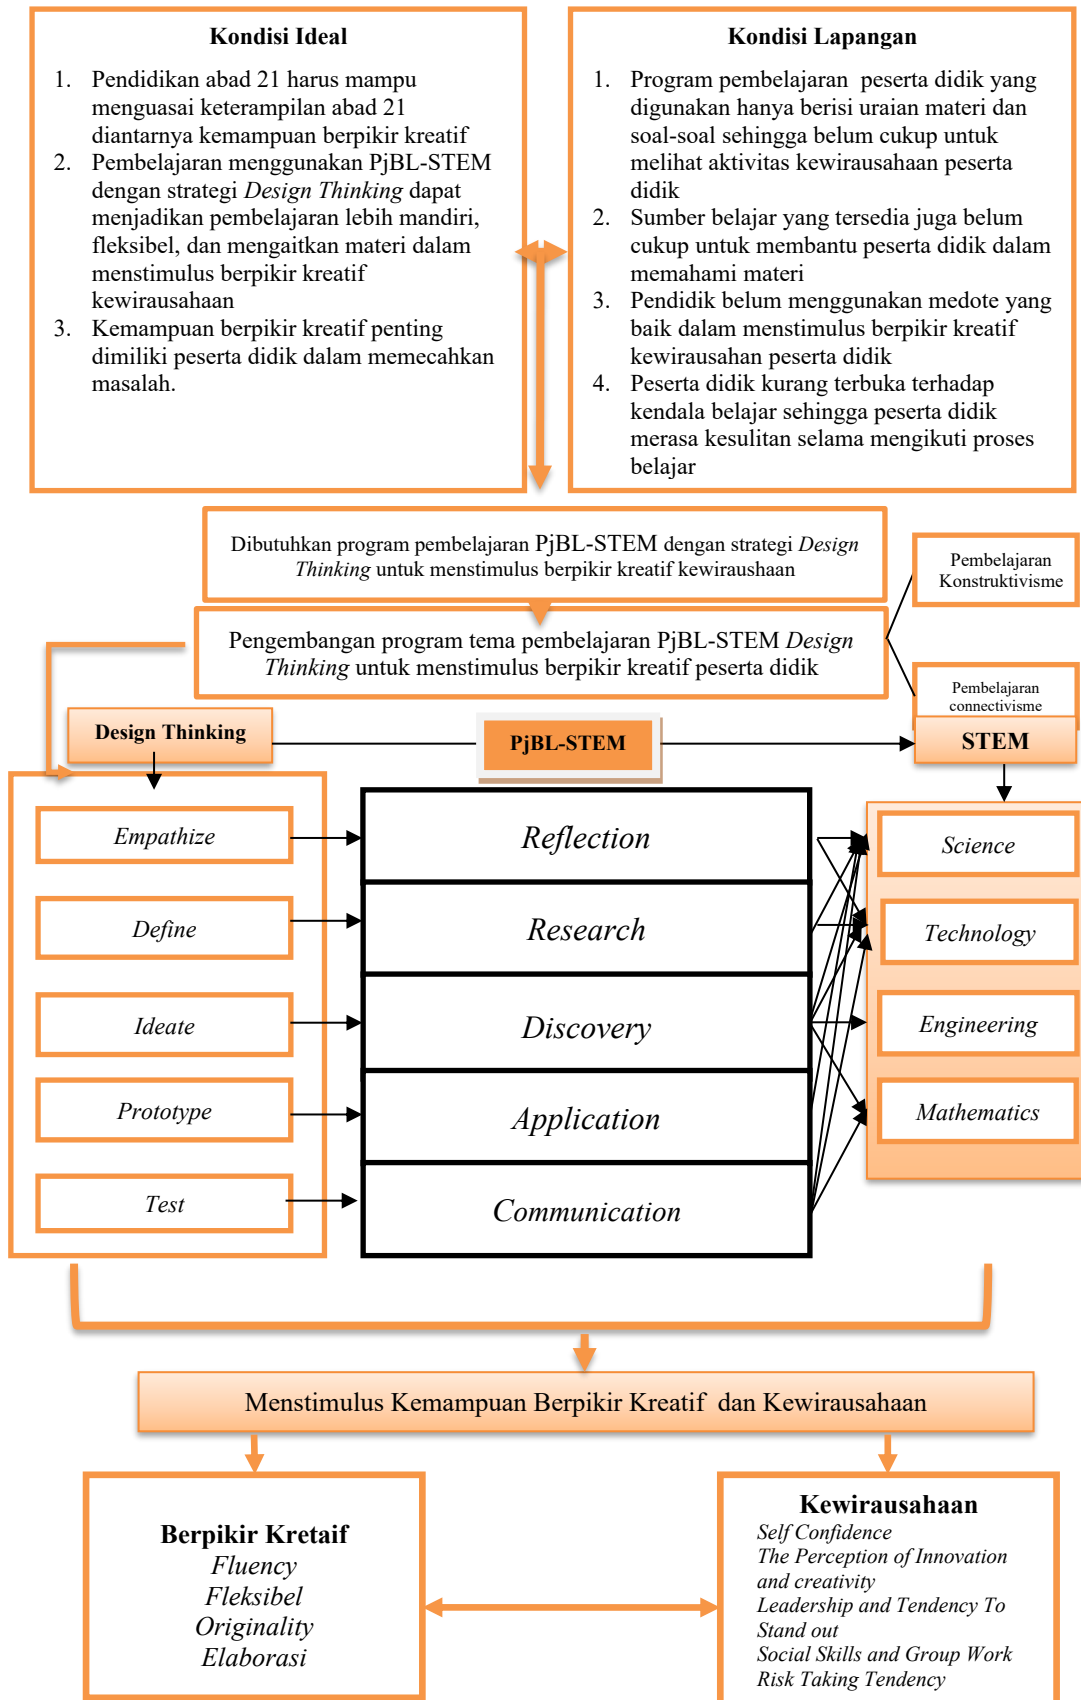 Kondisi Ideal
1. Pendidikan abad 21 harus mampu
menguasai keterampilan abad 21
diantarnya kemampuan berpikir kreatif
2. Pembelajaran menggunakan PjBL-STEM
dengan strategi Design Thinking dapat
menjadikan pembelajaran lebih mandiri,
fleksibel, dan mengaitkan materi dalam
menstimulus berpikir kreatif
kewirausahaan
3. Kemampuan berpikir kreatif penting
dimiliki peserta didik dalam memecahkan
masalah.
Kondisi Lapangan
1. Program pembelajaran peserta didik yang
digunakan hanya berisi uraian materi dan
soal-soal sehingga belum cukup untuk
melihat aktivitas kewirausahaan peserta
didik
2. Sumber belajar yang tersedia juga belum
cukup untuk membantu peserta didik dalam
memahami materi
3. Pendidik belum menggunakan medote yang
baik dalam menstimulus berpikir kreatif
kewirausahan peserta didik
4. Peserta didik kurang terbuka terhadap
kendala belajar sehingga peserta didik
merasa kesulitan selama mengikuti proses
belajar
Dibutuhkan program pembelajaran PjBL-STEM dengan strategi Design
Thinking untuk menstimulus berpikir kreatif kewiraushaan
Pembelajaran
Konstruktivisme
Pengembangan program tema pembelajaran PjBL-STEM Design
Thinking untuk menstimulus berpikir kreatif peserta didik
Pembelajaran
connectivisme
Design Thinking
PjBL-STEM
STEM
Empathize
Reflection
Science
Define
Research
Technology
Ideate
Discovery
Engineering
Prototype
Application
Mathematics
Test
Communication
Menstimulus Kemampuan Berpikir Kreatif dan Kewirausahaan
Berpikir Kretaif
Fluency
Fleksibel
Originality
Elaborasi
Kewirausahaan
Self Confidence
The Perception of Innovation
and creativity
Leadership and Tendency To
Stand out
Social Skills and Group Work
Risk Taking Tendency